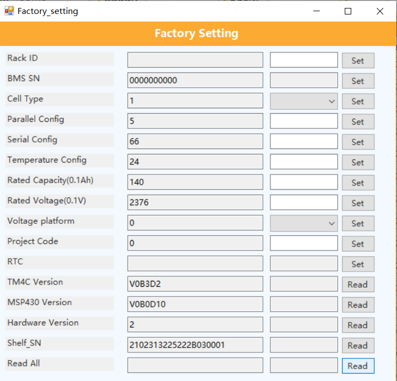 Factory_setting
Factory Setting
Rack ID Set
BMS SN 0000000000 Set
Cell Type 1 Set
Parallel Config 5 Set
Serial Config 66 Set
Temperature Config 24 Set
Rated Capacity(0.1Ah) 140 Set
Rated Voltage(0.1V) 2376 Set
Voltage platform 0 Set
Project Code 0 Set
RTC Set
TM4C Version V0B3D2 Read
MSP430 Version V0B0D10 Read
Hardware Version 2 Read
Shelf_SN 2102313225222B030001 Read
Read All Read